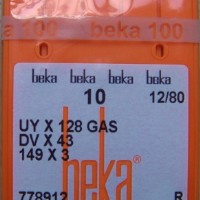 beka 100
beka beka beka beka
10 12/80
UY X 128 GAS
DV X 43
149 X 3
beka
778912 R